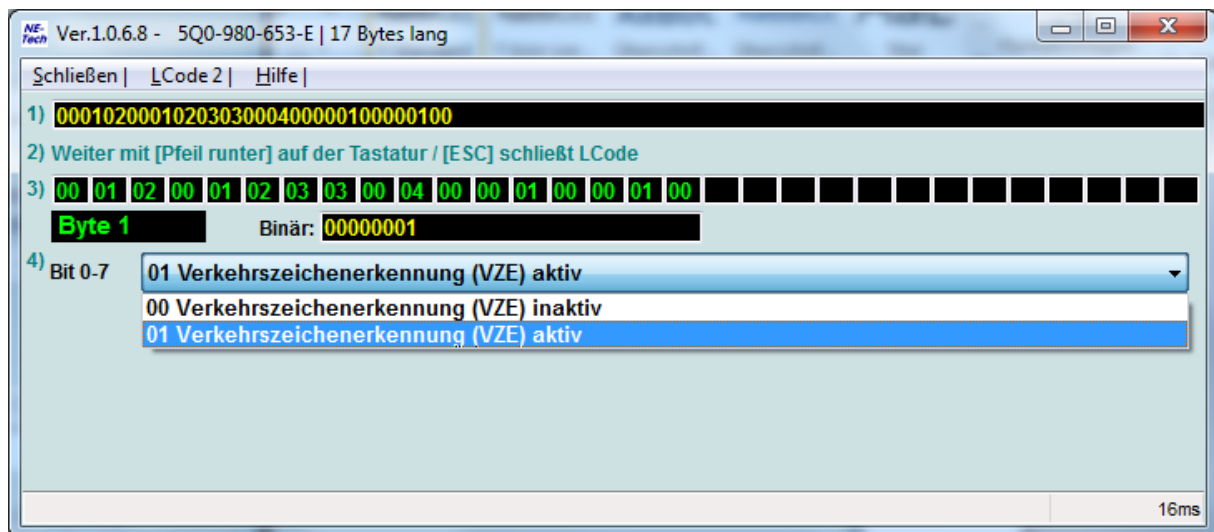 NE-Tech Ver.1.0.6.8 - 5Q0-980-653-E | 17 Bytes lang
Schließen | LCode 2 | Hilfe |
1) 0001020001020303000400000100000100
2) Weiter mit [Pfeil runter] auf der Tastatur / [ESC] schließt LCode
3) 00 01 02 00 01 02 03 03 00 04 00 00 01 00 00 01 00
Byte 1 Binär: 00000001
4) Bit 0-7 01 Verkehrszeichenerkennung (VZE) aktiv
00 Verkehrszeichenerkennung (VZE) inaktiv
01 Verkehrszeichenerkennung (VZE) aktiv
16ms